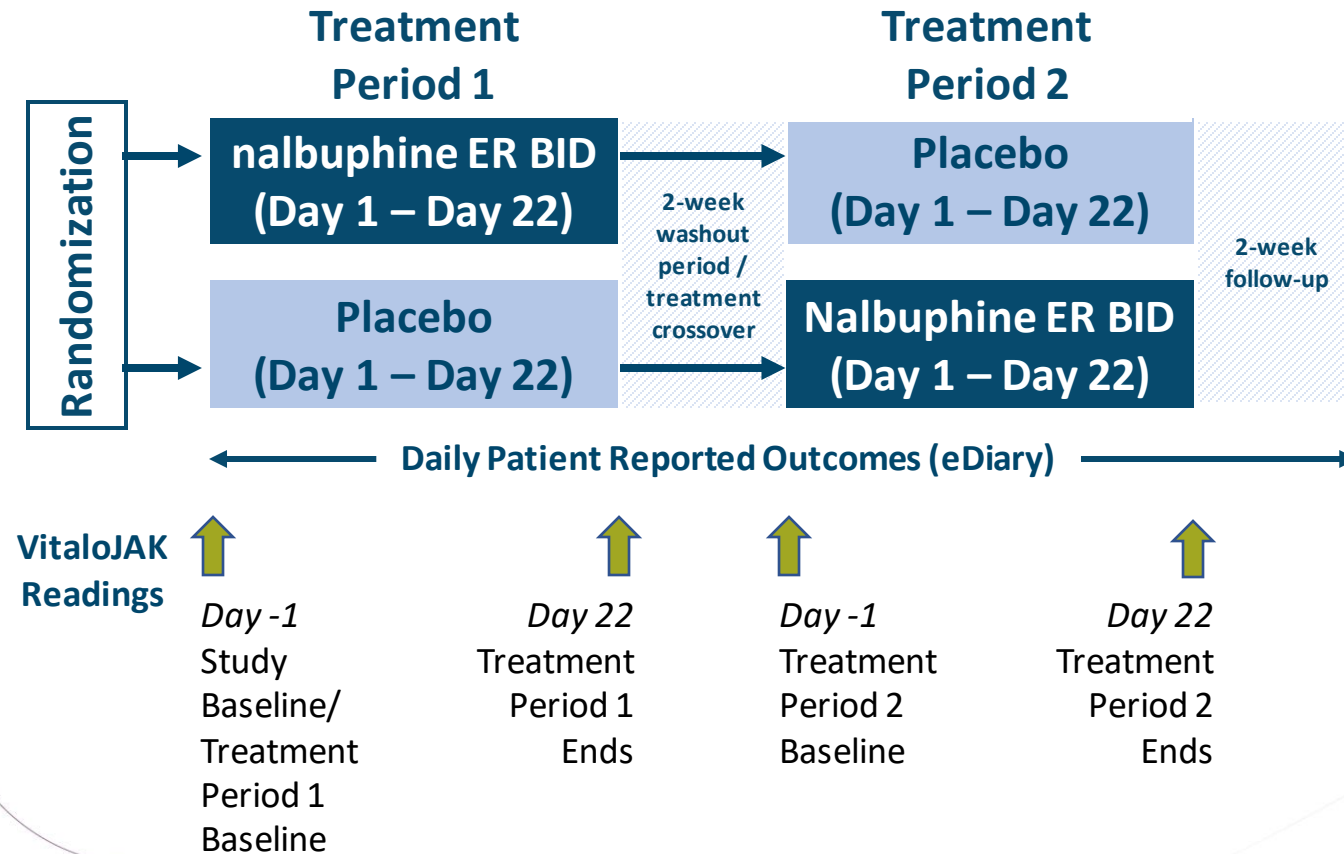 Treatment
Period 1
Treatment
Period 2
Randomization
nalbuphine ER BID
(Day 1 – Day 22)
2-week
washout
period /
treatment
crossover
Placebo
(Day 1 – Day 22)
2-week
follow-up
Placebo
(Day 1 – Day 22)
Nalbuphine ER BID
(Day 1 – Day 22)
Daily Patient Reported Outcomes (eDiary)
VitaloJAK
Readings
Day -1
Study
Baseline/
Treatment
Period 1
Baseline
Day 22
Treatment
Period 1
Ends
Day -1
Treatment
Period 2
Baseline
Day 22
Treatment
Period 2
Ends